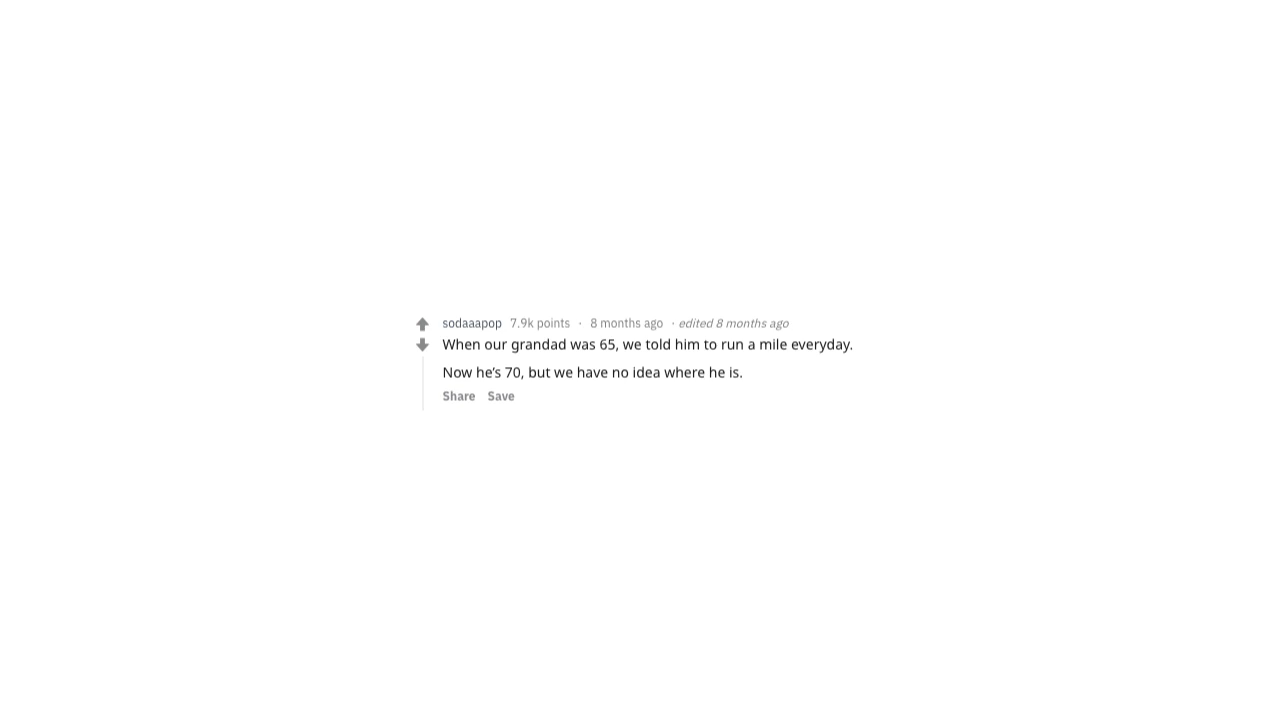 sodaaapop 7.9k points · 8 months ago · edited 8 months ago
When our grandad was 65, we told him to run a mile everyday.
Now he’s 70, but we have no idea where he is.
Share Save